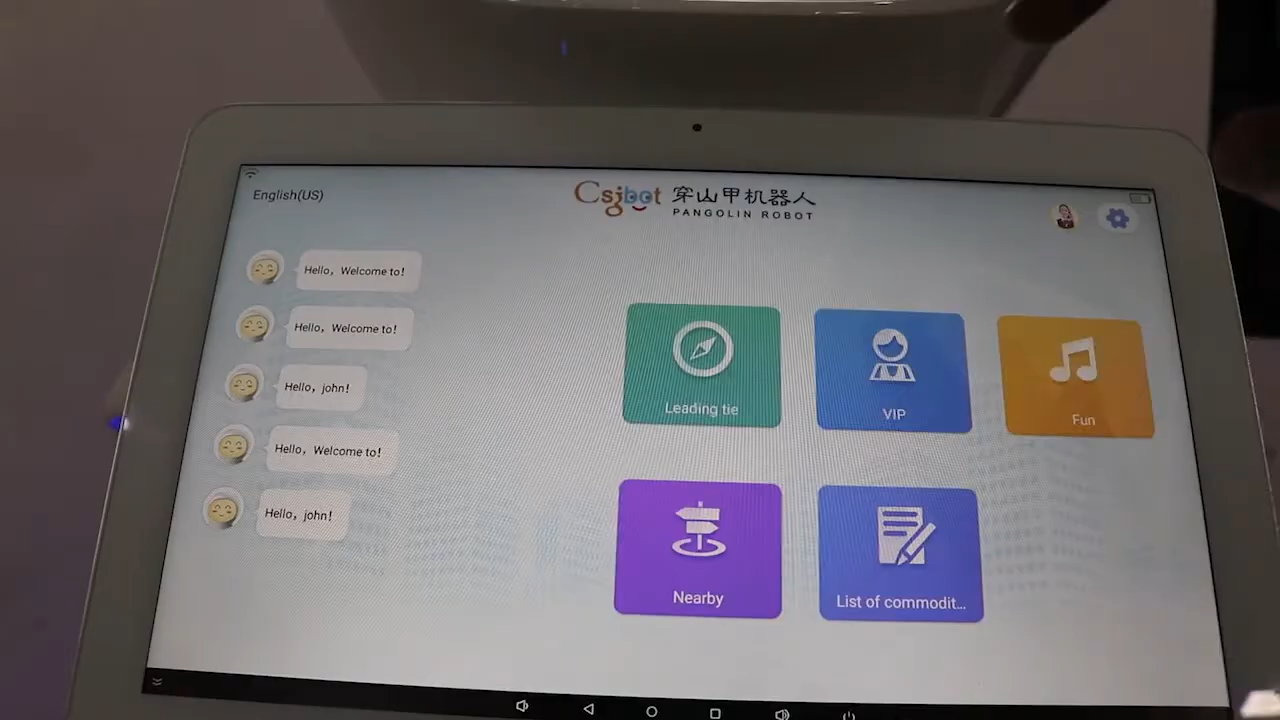 English(US)
Csjbot 穿山甲机器人
PANGOLIN ROBOT
Hello, Welcome to!
Hello, Welcome to!
Hello, john!
Hello, Welcome to!
Hello, john!
Leading tie
VIP
Fun
Nearby
List of commodit...